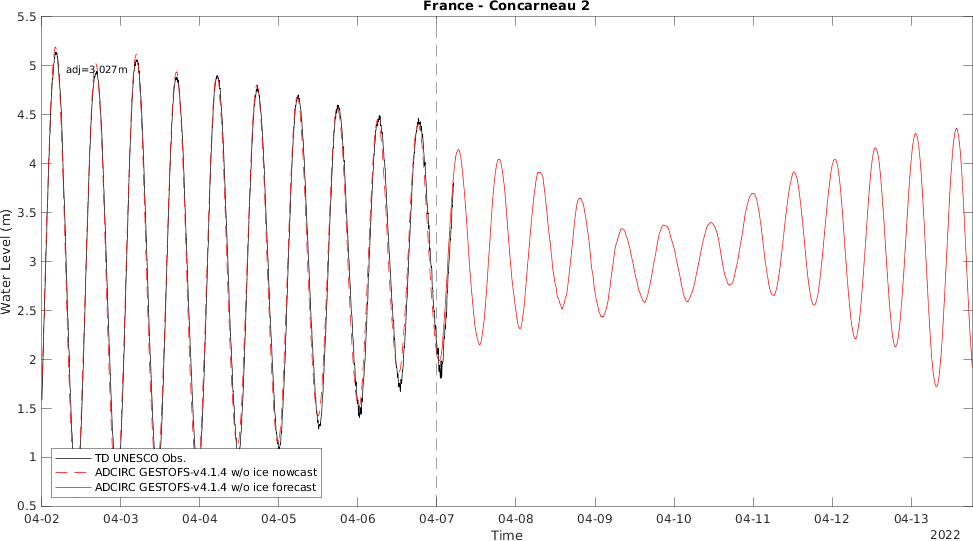 France - Concarneau 2
5.5
5
4.5
4
3.5
3
2.5
2
1.5
1
0.5
Water Level (m)
adj=3.027m
TD UNESCO Obs.
ADCIRC GESTOFS-v4.1.4 w/o ice nowcast
ADCIRC GESTOFS-v4.1.4 w/o ice forecast
04-02 04-03 04-04 04-05 04-06 04-07 04-08 04-09 04-10 04-11 04-12 04-13
Time
2022